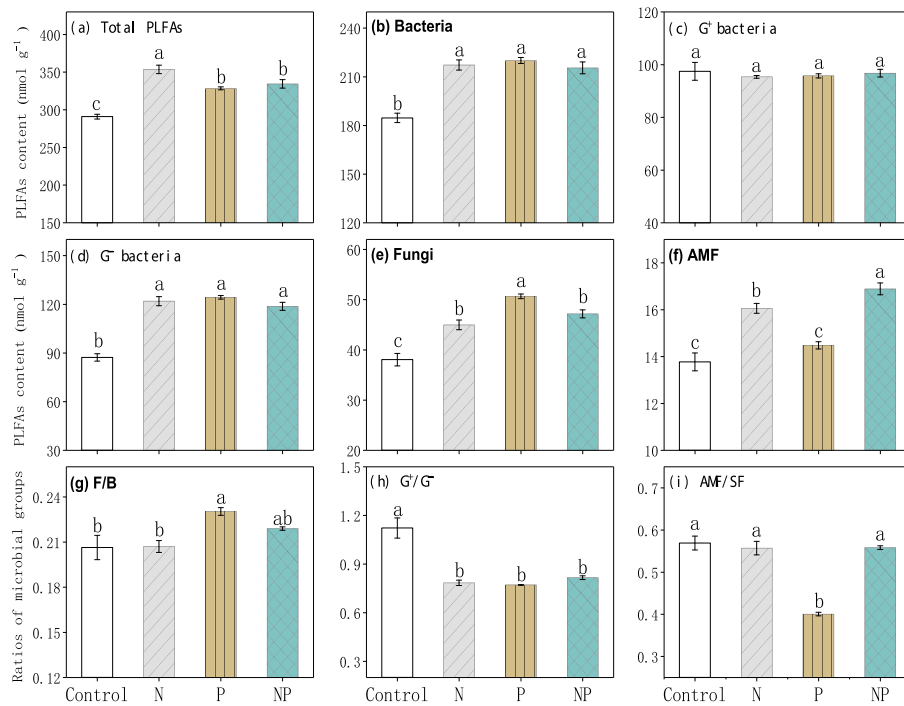 (a) Total PLFAs
(b) Bacteria
(c) G⁺ bacteria
PLFAs content (nmol g⁻¹)
400
350
300
250
200
150
c
a
b
b
240
210
180
150
120
b
a
a
a
120
100
80
60
40
a
a
a
a
(d) G⁻ bacteria
(e) Fungi
(f) AMF
PLFAs content (nmol g⁻¹)
150
120
90
60
30
b
a
a
a
60
50
40
30
20
c
b
a
b
18
16
14
12
10
c
b
c
a
(g) F/B
(h) G⁺/G⁻
(i) AMF/SF
Ratios of microbial groups
0.24
0.21
0.18
0.15
0.12
b
b
a
ab
1.5
1.2
0.9
0.6
0.3
a
b
b
b
0.7
0.6
0.5
0.4
0.3
a
a
b
a
Control N P NP
Control N P NP
Control N P NP